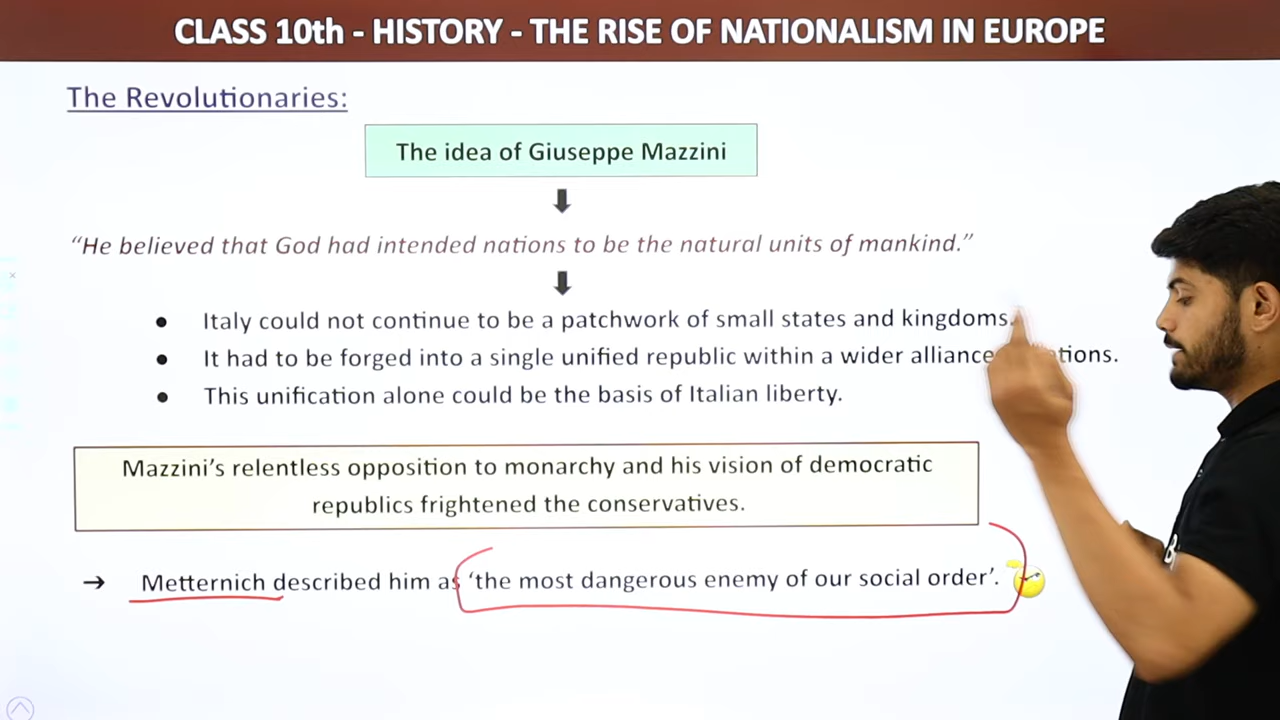 CLASS 10th - HISTORY - THE RISE OF NATIONALISM IN EUROPE
The Revolutionaries:
The idea of Giuseppe Mazzini
“He believed that God had intended nations to be the natural units of mankind.”
● Italy could not continue to be a patchwork of small states and kingdoms.
● It had to be forged into a single unified republic within a wider alliance
● This unification alone could be the basis of Italian liberty.
Mazzini’s relentless opposition to monarchy and his vision of democratic
republics frightened the conservatives.
➔ Metternich described him as ‘the most dangerous enemy of our social order’.